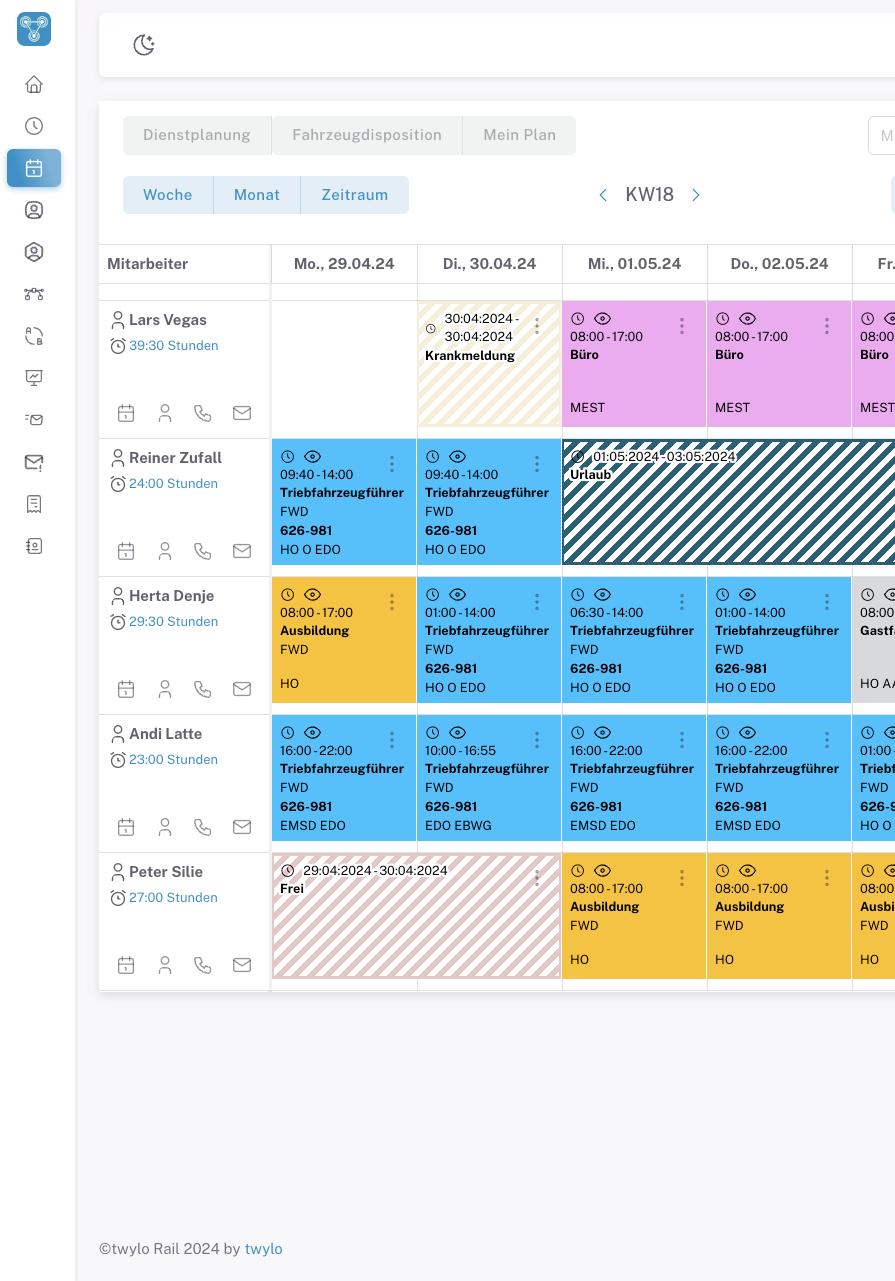 Dienstplanung Fahrzeugdisposition Mein Plan M
Woche Monat Zeitraum KW18
Mitarbeiter Mo., 29.04.24 Di., 30.04.24 Mi., 01.05.24 Do., 02.05.24 Fr.
Lars Vegas
39:30 Stunden
30:04:2024 -
30:04:2024
Krankmeldung
08:00 - 17:00
Büro
MEST
08:00 - 17:00
Büro
MEST
08:00
Büro
MEST
Reiner Zufall
24:00 Stunden
09:40 - 14:00
Triebfahrzeugführer
FWD
626-981
HO O EDO
09:40 - 14:00
Triebfahrzeugführer
FWD
626-981
HO O EDO
01:05:2024 - 03:05:2024
Urlaub
Herta Denje
29:30 Stunden
08:00 - 17:00
Ausbildung
FWD
HO
01:00 - 14:00
Triebfahrzeugführer
FWD
626-981
HO O EDO
06:30 - 14:00
Triebfahrzeugführer
FWD
626-981
HO O EDO
01:00 - 14:00
Triebfahrzeugführer
FWD
626-981
HO O EDO
08:00
Gastf
HO A
Andi Latte
23:00 Stunden
16:00 - 22:00
Triebfahrzeugführer
FWD
626-981
EMSD EDO
10:00 - 16:55
Triebfahrzeugführer
FWD
626-981
EDO EBWG
16:00 - 22:00
Triebfahrzeugführer
FWD
626-981
EMSD EDO
16:00 - 22:00
Triebfahrzeugführer
FWD
626-981
EMSD EDO
01:00
Triebf
FWD
626-9
HO O
Peter Silie
27:00 Stunden
29:04:2024 - 30:04:2024
Frei
08:00 - 17:00
Ausbildung
FWD
HO
08:00 - 17:00
Ausbildung
FWD
HO
08:00
Ausbi
FWD
HO
©twylo Rail 2024 by twylo